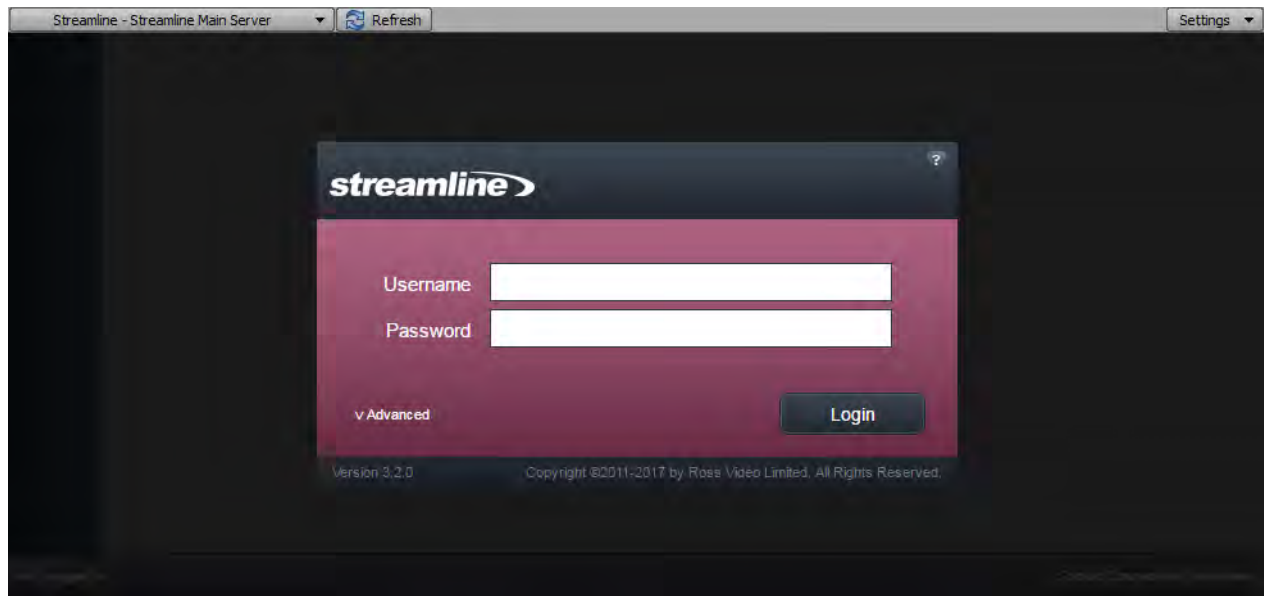 Streamline - Streamline Main Server Refresh Settings
?
streamline
Username
Password
v Advanced Login
Version 3.2.0 Copyright ©2011-2017 by Ross Video Limited. All Rights Reserved.